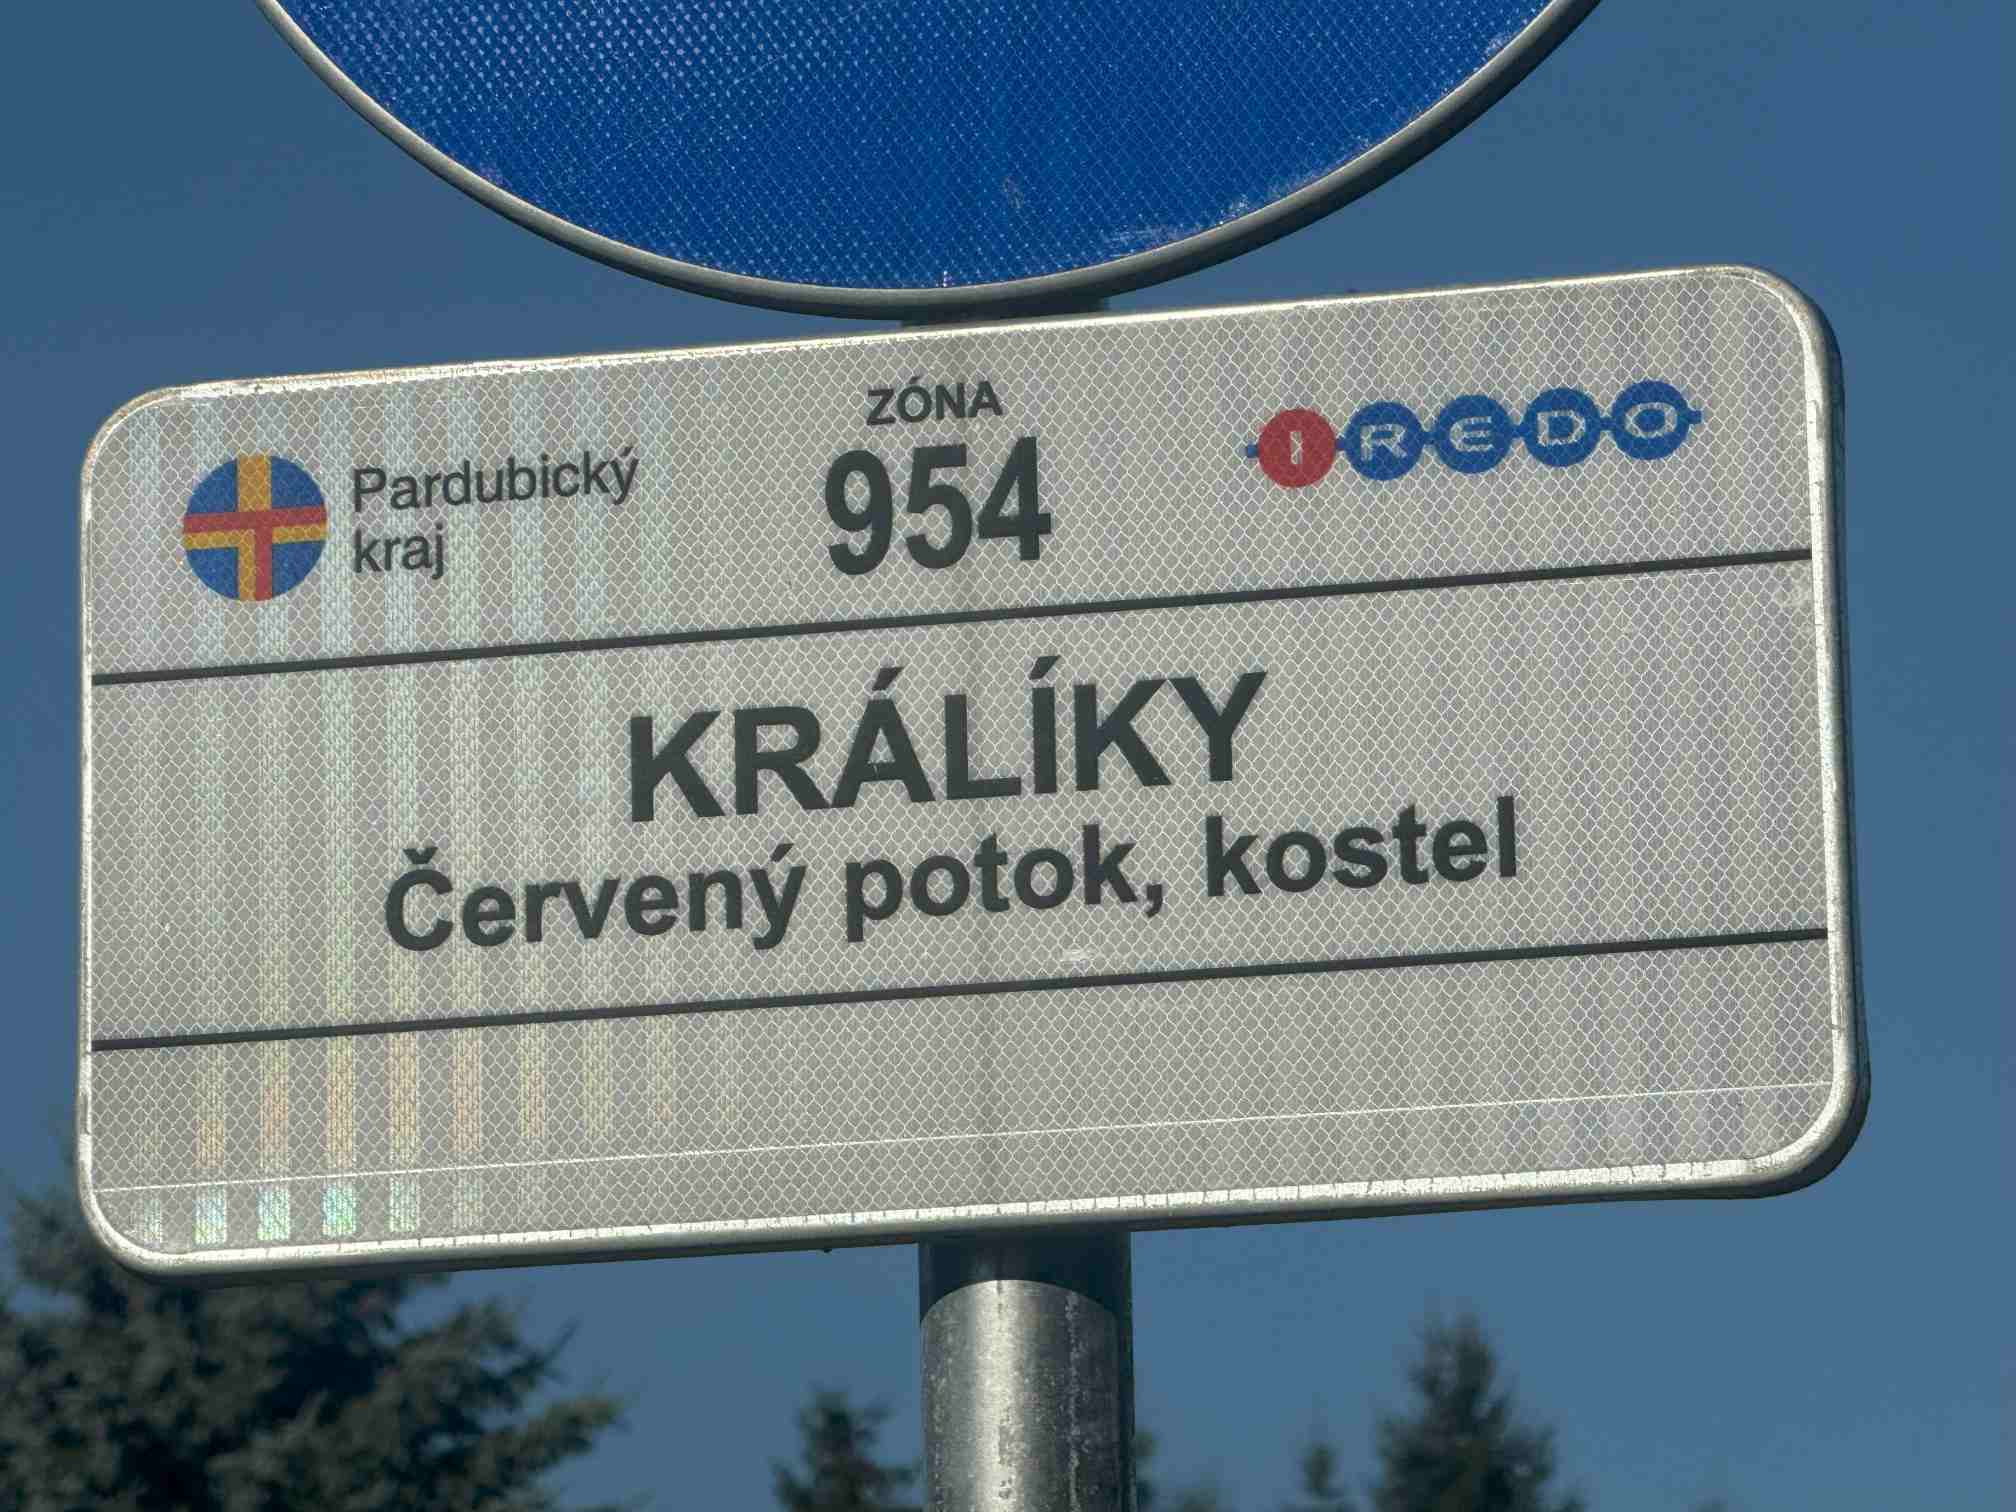 ZÓNA
954
Pardubický
kraj
IREDO
KRÁLÍKY
Červený potok, kostel